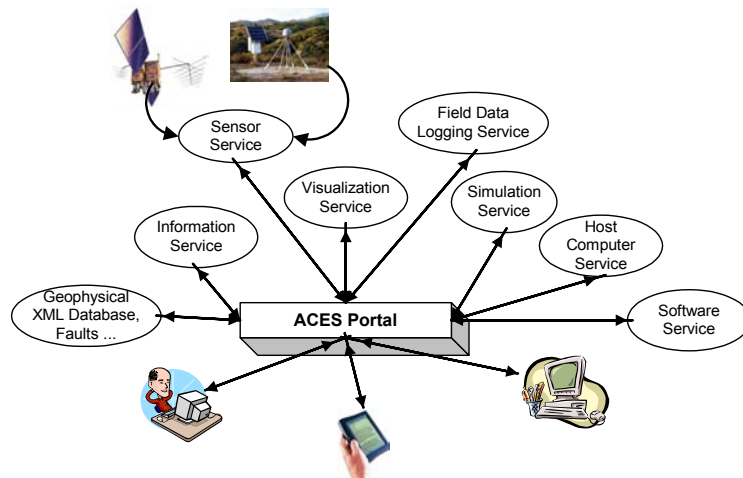 Sensor
Service
Field Data
Logging Service
Visualization
Service
Simulation
Service
Information
Service
Host
Computer
Service
Geophysical
XML Database,
Faults ...
ACES Portal
Software
Service